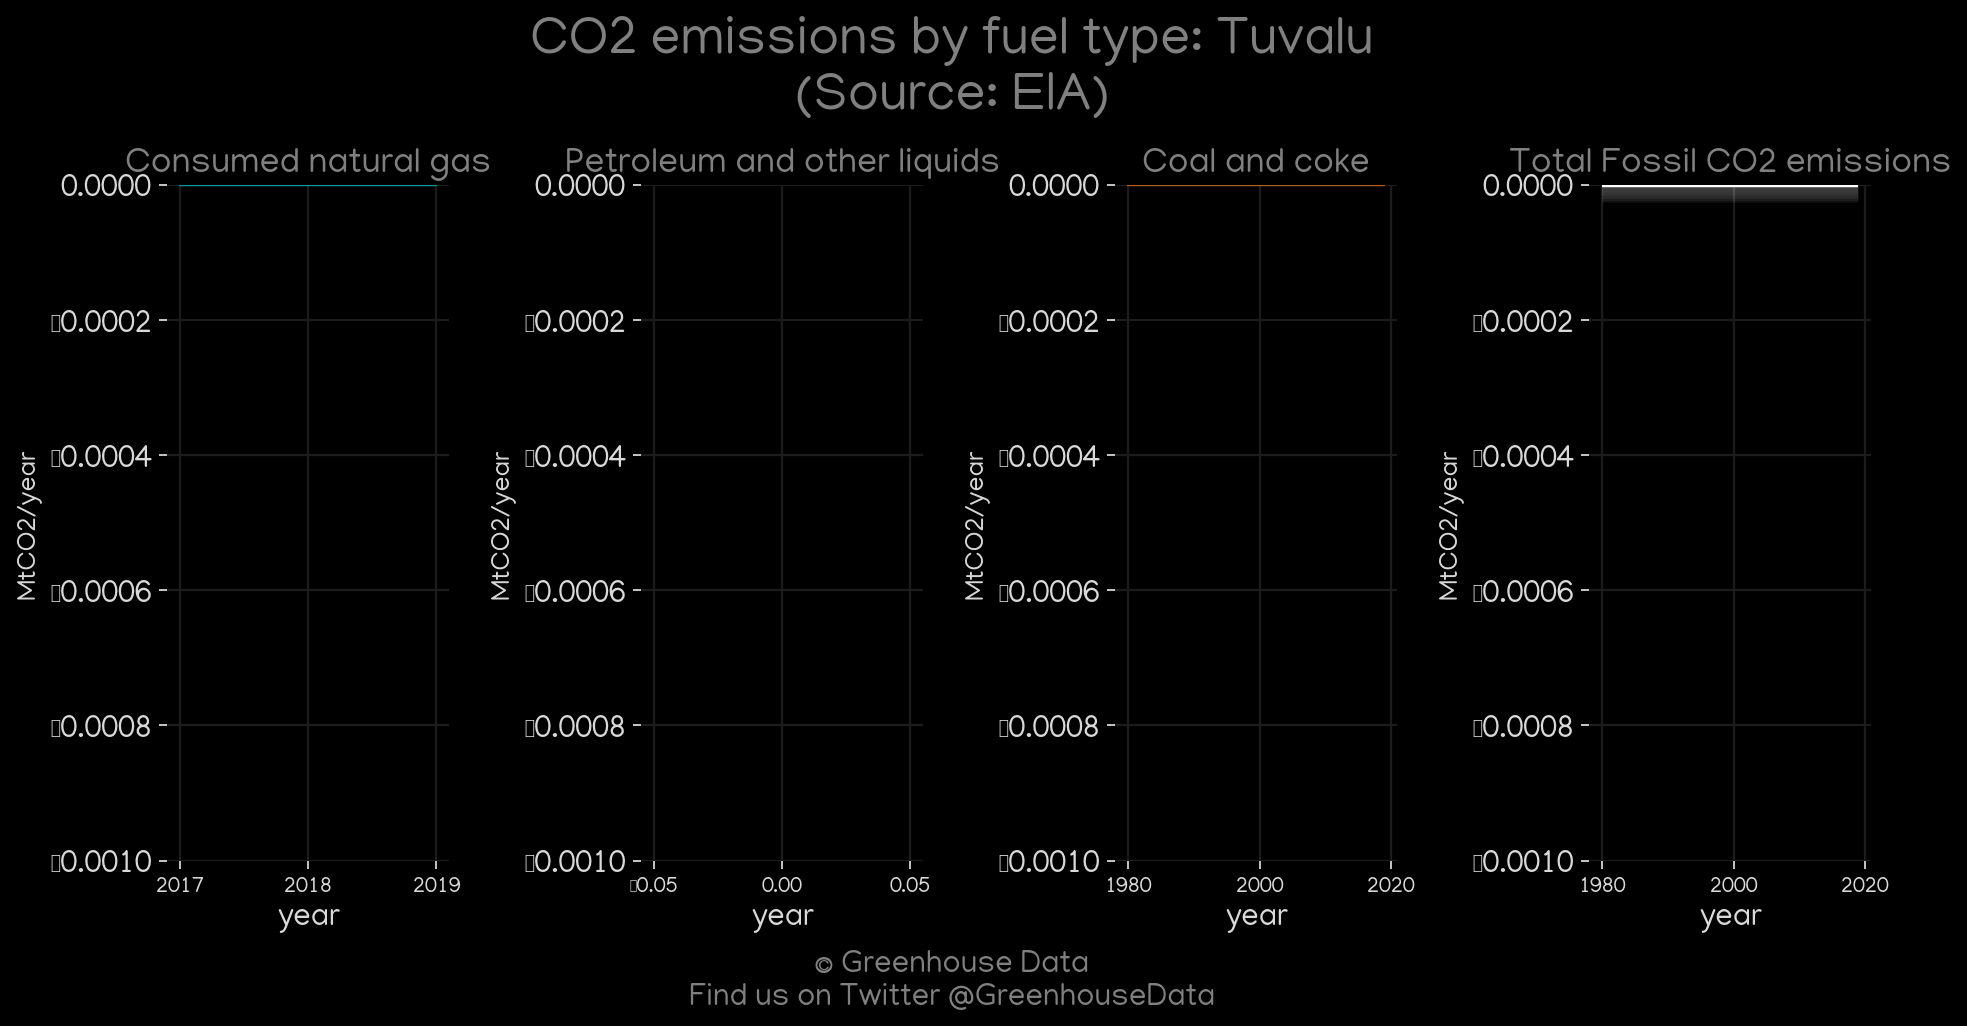 CO2 emissions by fuel type: Tuvalu
(Source: EIA)
Consumed natural gas
Petroleum and other liquids
Coal and coke
Total Fossil CO2 emissions
0.0000
▯0.0002
▯0.0004
▯0.0006
▯0.0008
▯0.0010
MtCO2/year
2017 2018 2019
year
0.0000
▯0.0002
▯0.0004
▯0.0006
▯0.0008
▯0.0010
MtCO2/year
▯0.05 0.00 0.05
year
0.0000
▯0.0002
▯0.0004
▯0.0006
▯0.0008
▯0.0010
MtCO2/year
1980 2000 2020
year
0.0000
▯0.0002
▯0.0004
▯0.0006
▯0.0008
▯0.0010
MtCO2/year
1980 2000 2020
year
© Greenhouse Data
Find us on Twitter @GreenhouseData